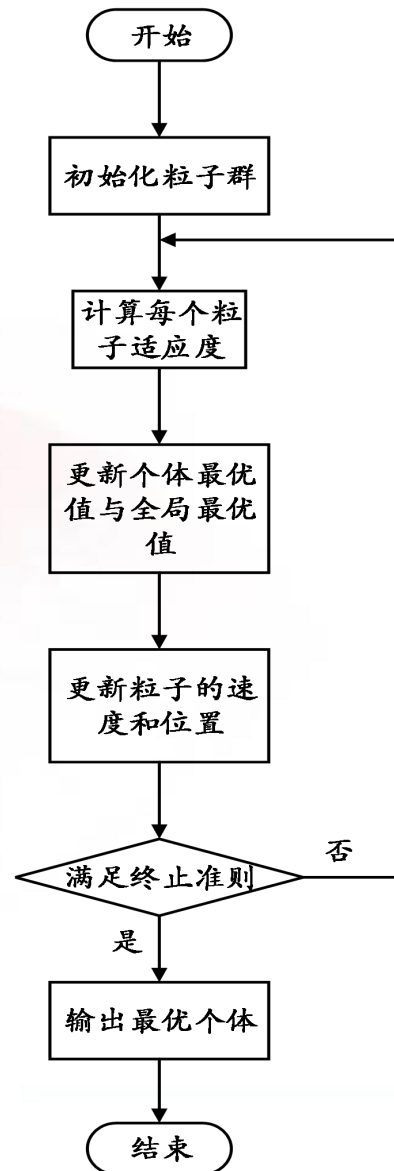 开始
初始化粒子群
计算每个粒
子适应度
更新个体最优
值与全局最优
值
更新粒子的速
度和位置
满足终止准则
否
是
输出最优个体
结束